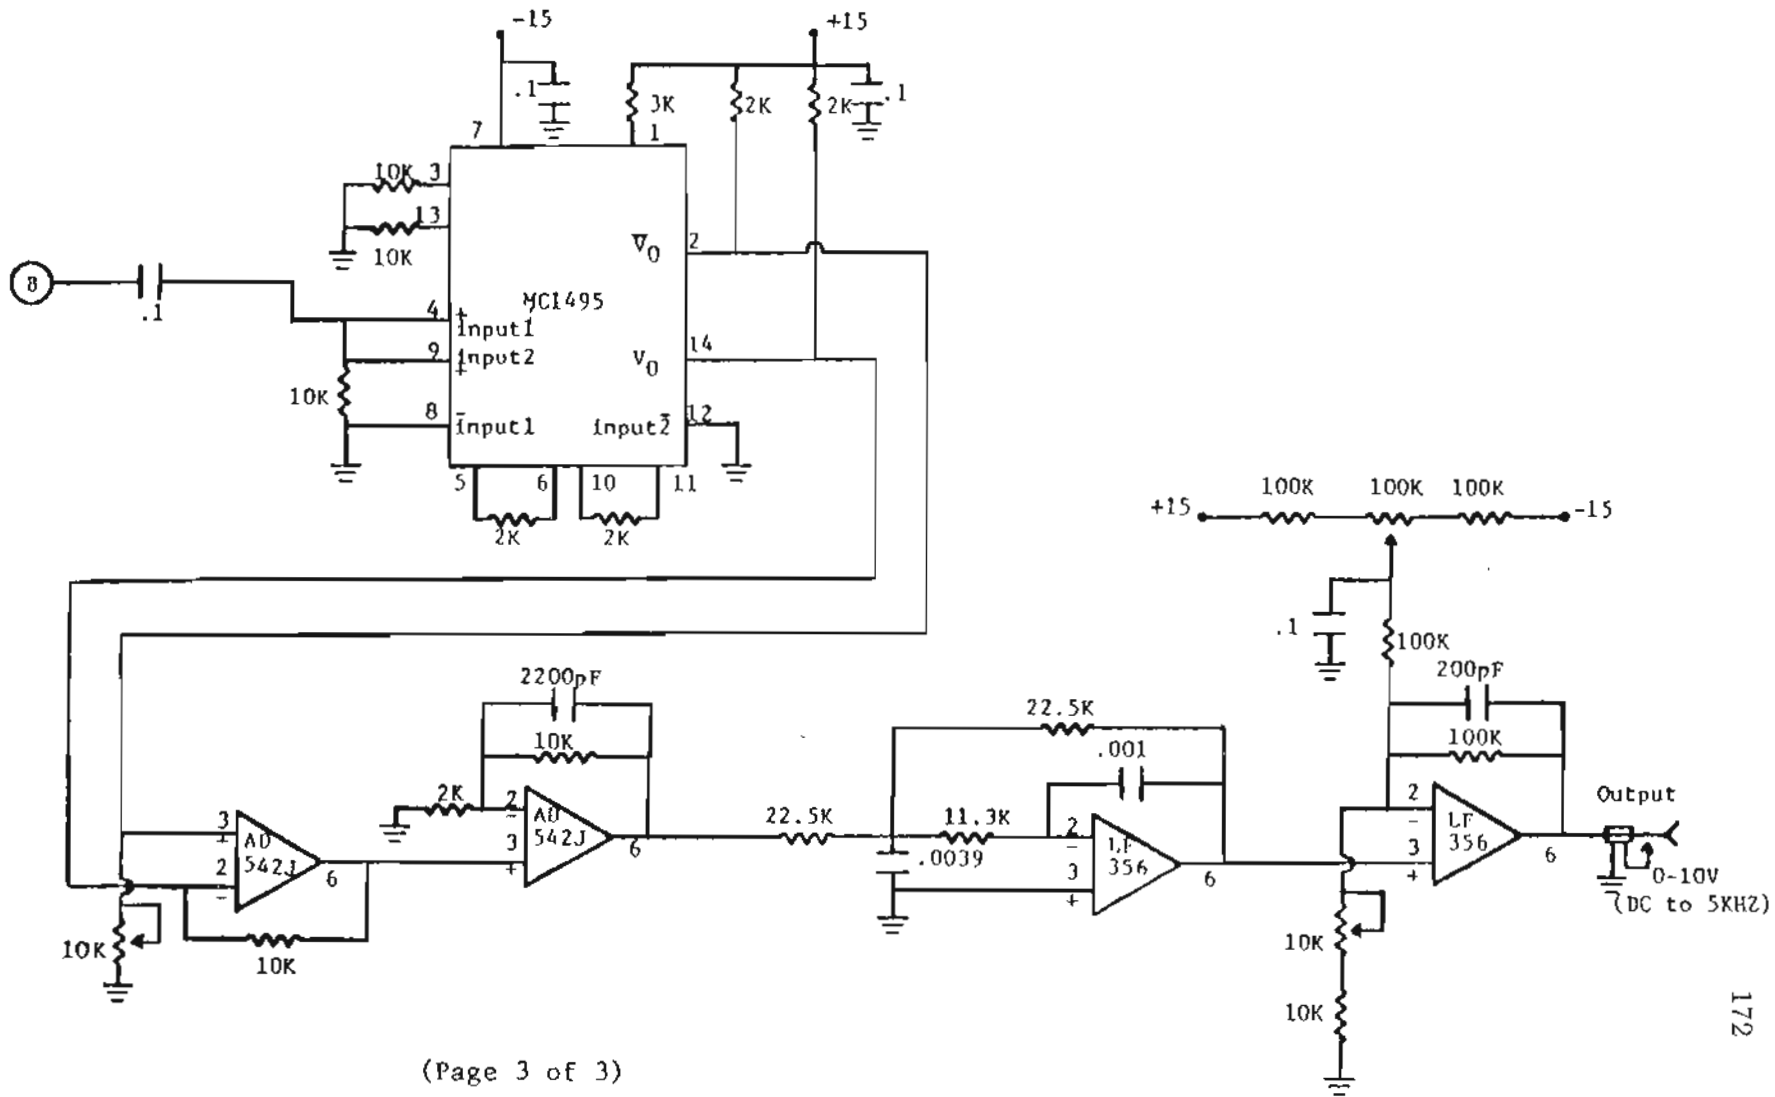 -15
+15
.1
3K
2K
2K
.1
7
1
10K
3
13
10K
V̅O
2
8
.1
MC1495
4
+
Input1
9
Input2
+
VO
14
10K
8
-
Input1
Input2̅
12
5
6
10
11
2K
2K
+15
100K
100K
100K
-15
.1
100K
2200pF
10K
200pF
100K
22.5K
.001
2K
2
-
AD
542J
3
+
6
22.5K
11.3K
.0039
2
-
LF
356
3
+
6
2
-
LF
356
3
+
6
Output
0-10V
(DC to 5KHZ)
3
+
AD
542J
2
-
6
10K
10K
10K
10K
172
(Page 3 of 3)